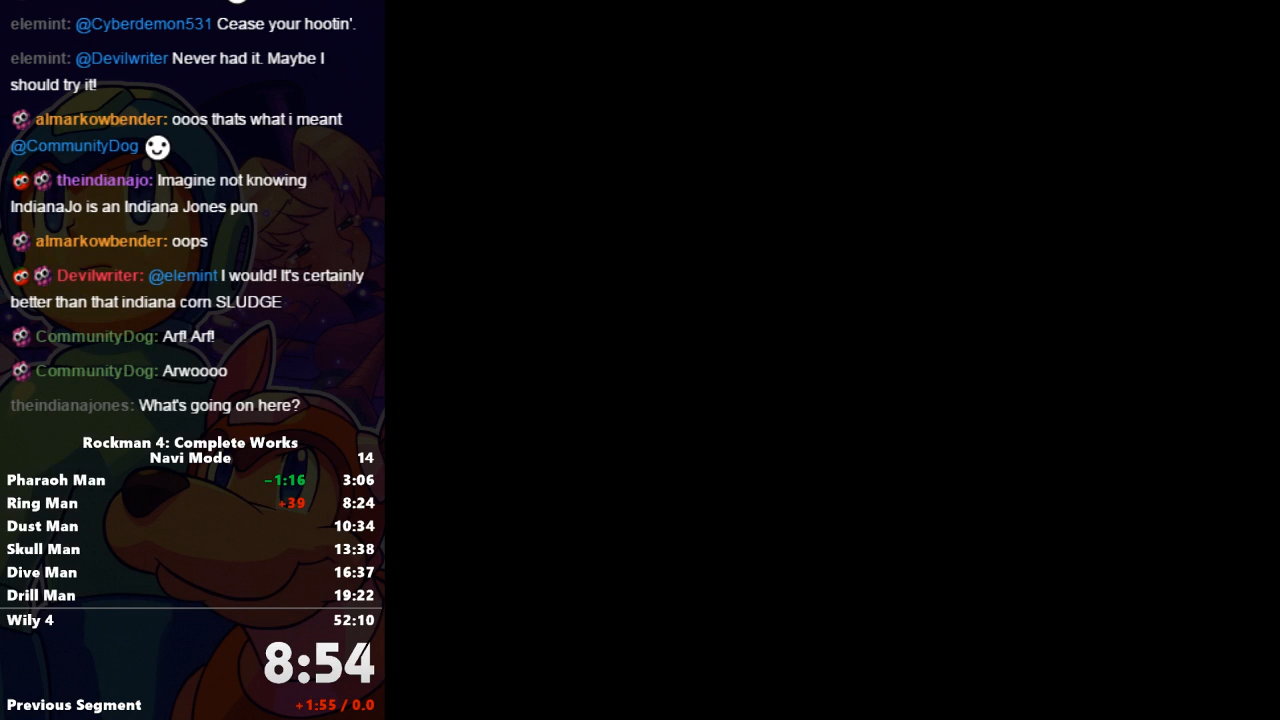 elemint: @Cyberdemon531 Cease your hootin'.
elemint: @Devilwriter Never had it. Maybe I
should try it!
almarkowbender: ooos thats what i meant
@CommunityDog
theindianajo: Imagine not knowing
IndianaJo is an Indiana Jones pun
almarkowbender: oops
Devilwriter: @elemint I would! It's certainly
better than that indiana corn SLUDGE
CommunityDog: Arf! Arf!
CommunityDog: Arwoooo
theindianajones: What's going on here?
Rockman 4: Complete Works
Navi Mode 14
Pharaoh Man −1:16 3:06
Ring Man +39 8:24
Dust Man 10:34
Skull Man 13:38
Dive Man 16:37
Drill Man 19:22
Wily 4 52:10
8:54
Previous Segment +1:55 / 0.0